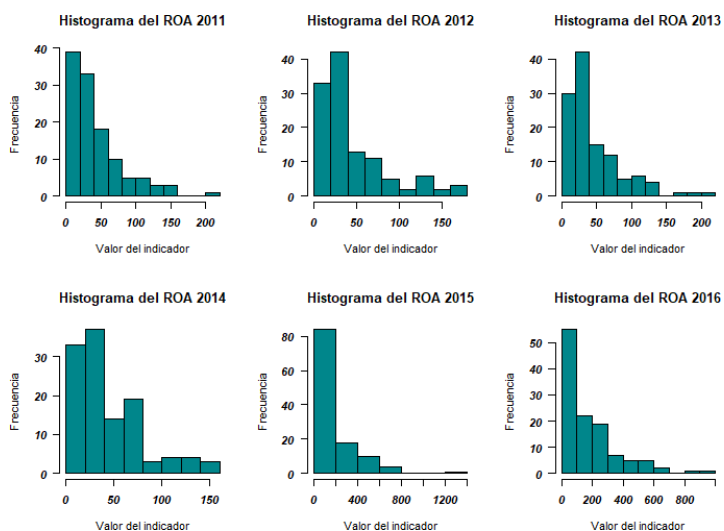 Histograma del ROA 2011
Frecuencia
40
30
20
10
0
0 50 100 150 200
Valor del indicador
Histograma del ROA 2012
Frecuencia
40
30
20
10
0
0 50 100 150
Valor del indicador
Histograma del ROA 2013
Frecuencia
40
30
20
10
0
0 50 100 150 200
Valor del indicador
Histograma del ROA 2014
Frecuencia
30
20
10
0
0 50 100 150
Valor del indicador
Histograma del ROA 2015
Frecuencia
80
60
40
20
0
0 400 800 1200
Valor del indicador
Histograma del ROA 2016
Frecuencia
50
40
30
20
10
0
0 200 400 600 800
Valor del indicador